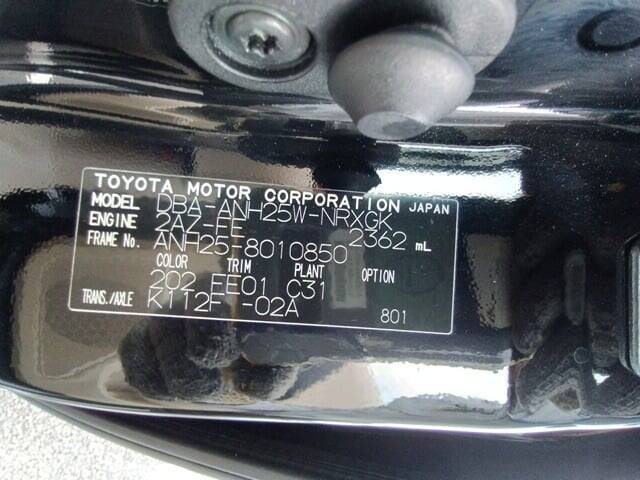 TOYOTA MOTOR CORPORATION JAPAN
MODEL DBA-ANH25W-NRXGK
ENGINE 2AZ-FE 2362 mL
FRAME No. ANH25-8010850
COLOR TRIM PLANT OPTION
202 FE01 C31
TRANS./AXLE K112F -02A
801